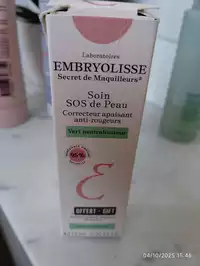 Laboratoires
EMBRYOLISSE
Secret de Maquilleurs®
Soin
SOS de Peau
Correcteur apaisant
anti-rougeurs
Vert neutralisateur
95%
OFFERT - GIFT
04/10/2025 15:46